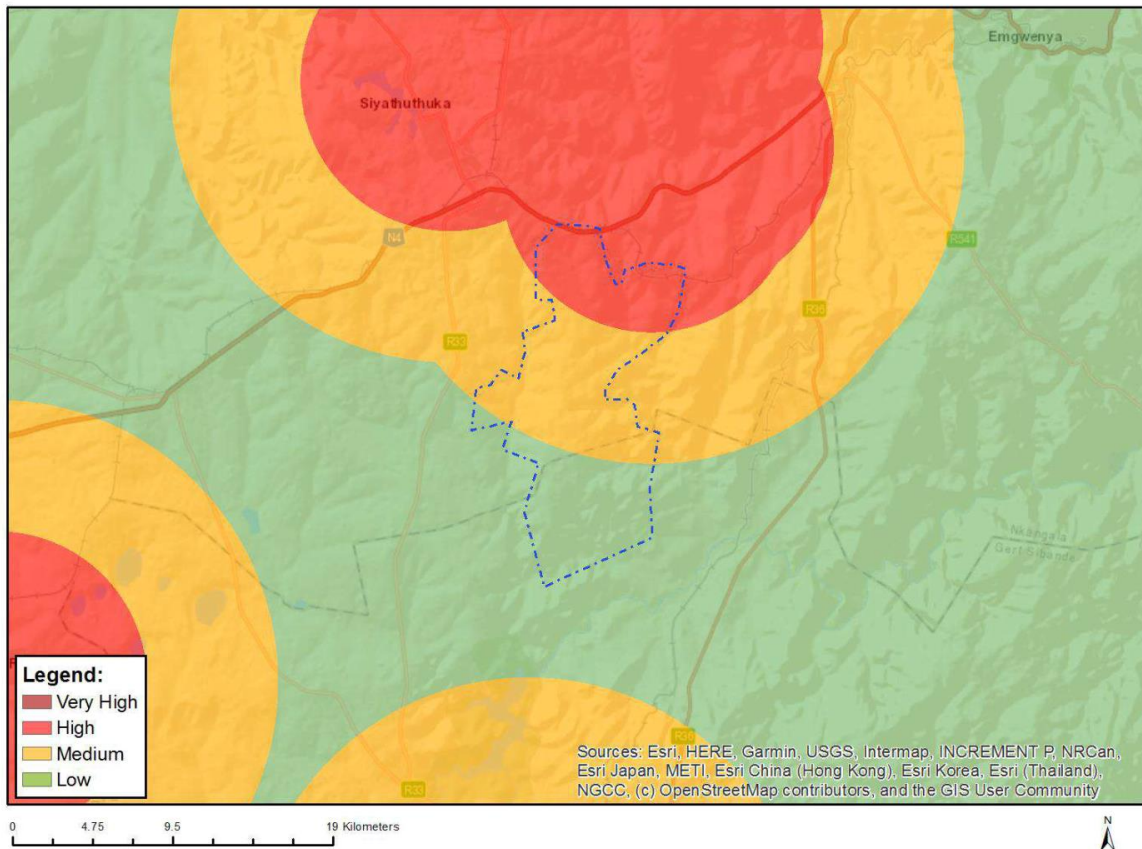 Emgwenya
Siyathuthuka
N4
R541
R36
R33
Nkangala
Gert Sibande
Legend:
Very High
High
Medium
Low
R36
R33
Sources: Esri, HERE, Garmin, USGS, Intermap, INCREMENT P, NRCan,
Esri Japan, METI, Esri China (Hong Kong), Esri Korea, Esri (Thailand),
NGCC, (c) OpenStreetMap contributors, and the GIS User Community
0 4.75 9.5 19 Kilometers
N